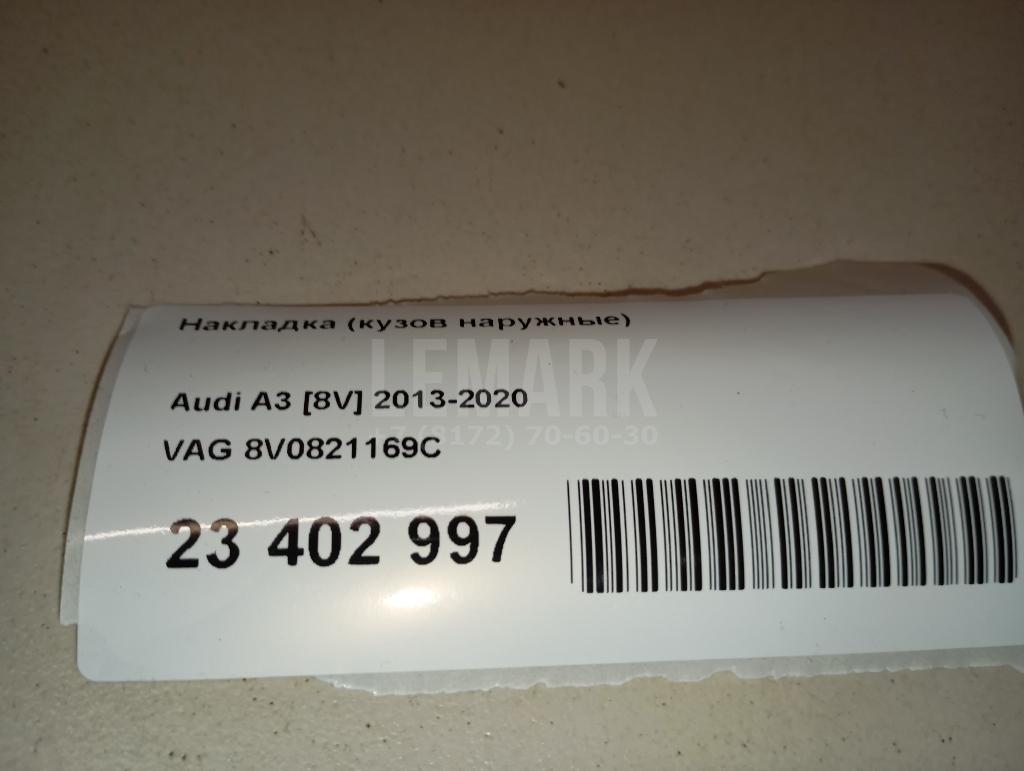 Накладка (кузов наружные)
LEMARK
Audi A3 [8V] 2013-2020
+7 (8172) 70-60-30
VAG 8V0821169C
23 402 997